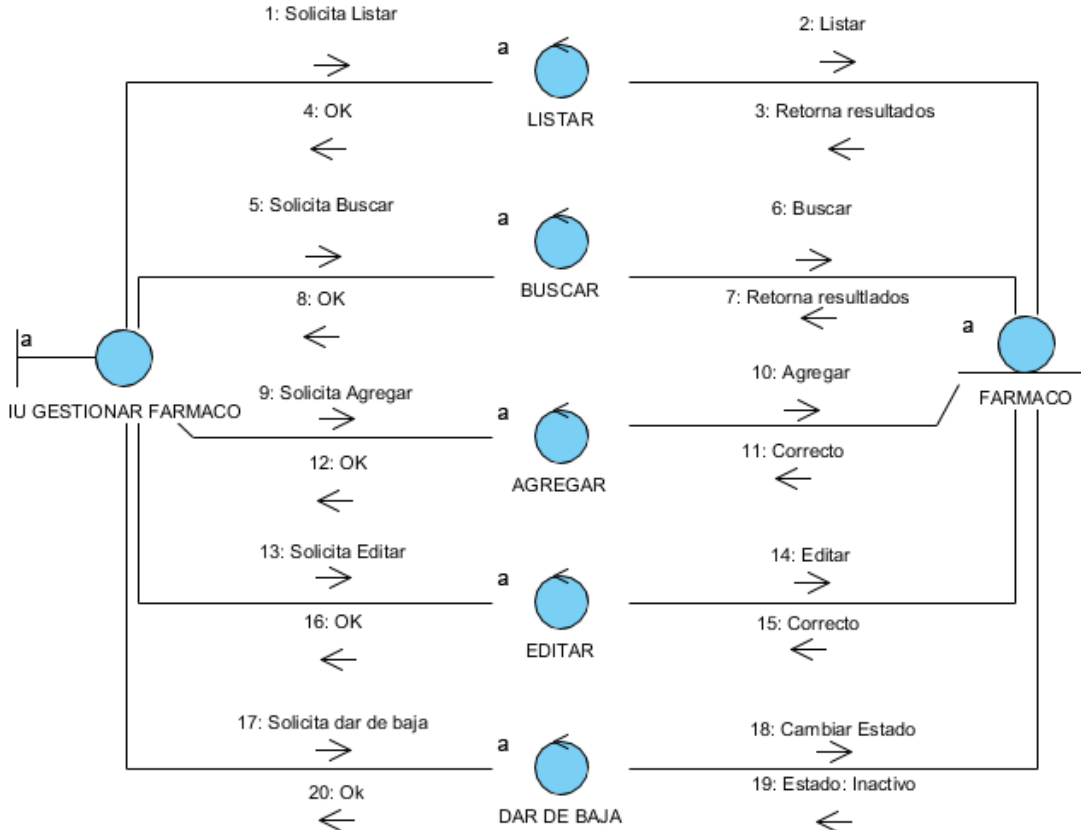 1: Solicita Listar
2: Listar
a
LISTAR
4: OK
3: Retorna resultados
5: Solicita Buscar
6: Buscar
a
BUSCAR
8: OK
7: Retorna resultlados
a
IU GESTIONAR FARMACO
a
FARMACO
9: Solicita Agregar
10: Agregar
a
AGREGAR
12: OK
11: Correcto
13: Solicita Editar
14: Editar
a
EDITAR
16: OK
15: Correcto
17: Solicita dar de baja
18: Cambiar Estado
a
DAR DE BAJA
20: Ok
19: Estado: Inactivo